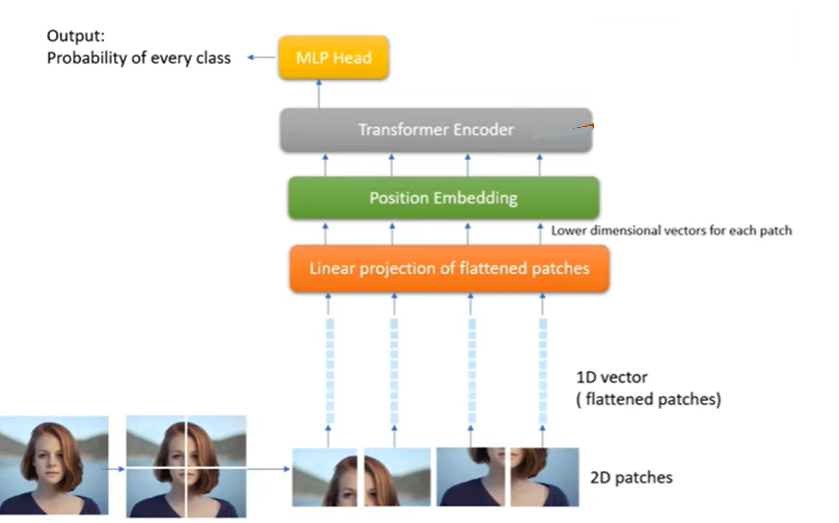 Output:
Probability of every class
MLP Head
Transformer Encoder
Position Embedding
Lower dimensional vectors for each patch
Linear projection of flattened patches
1D vector
( flattened patches)
2D patches